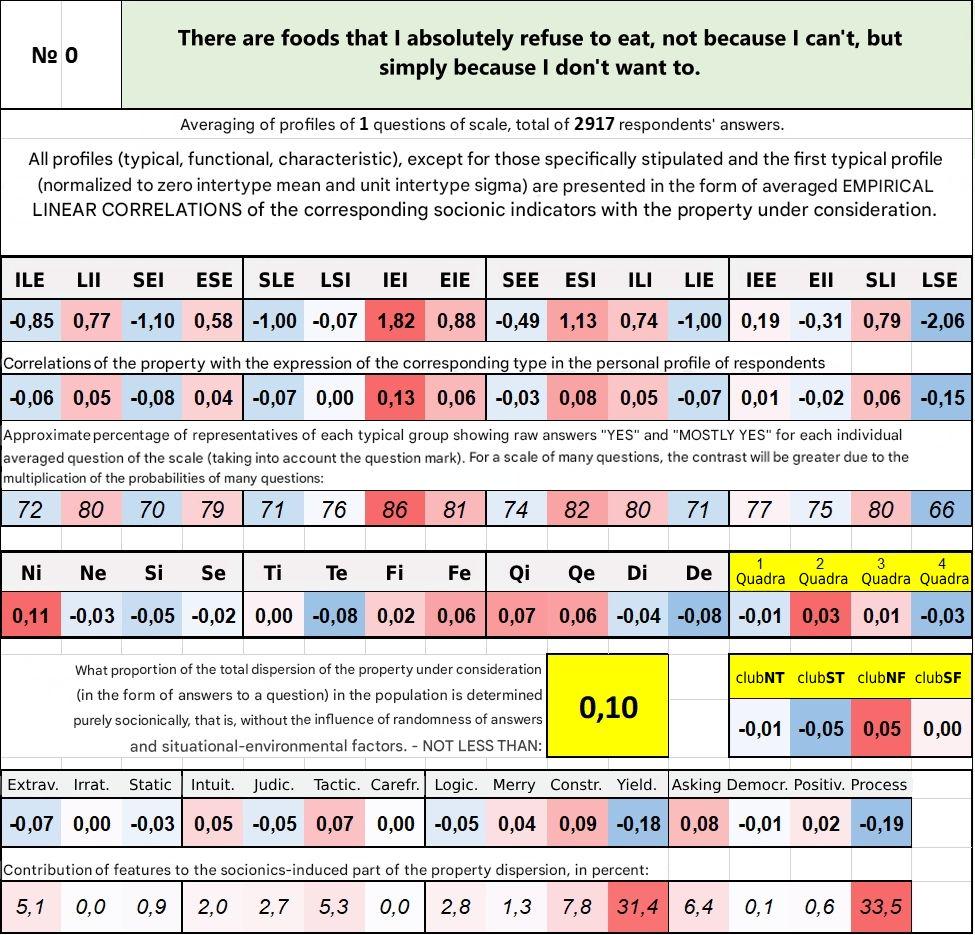 № 0
There are foods that I absolutely refuse to eat, not because I can't, but
simply because I don't want to.
Averaging of profiles of 1 questions of scale, total of 2917 respondents' answers.
All profiles (typical, functional, characteristic), except for those specifically stipulated and the first typical profile
(normalized to zero intertype mean and unit intertype sigma) are presented in the form of averaged EMPIRICAL
LINEAR CORRELATIONS of the corresponding socionic indicators with the property under consideration.
ILE LII SEI ESE SLE LSI IEI EIE SEE ESI ILI LIE IEE EII SLI LSE
-0,85 0,77 -1,10 0,58 -1,00 -0,07 1,82 0,88 -0,49 1,13 0,74 -1,00 0,19 -0,31 0,79 -2,06
Correlations of the property with the expression of the corresponding type in the personal profile of respondents
-0,06 0,05 -0,08 0,04 -0,07 0,00 0,13 0,06 -0,03 0,08 0,05 -0,07 0,01 -0,02 0,06 -0,15
Approximate percentage of representatives of each typical group showing raw answers "YES" and "MOSTLY YES" for each individual
averaged question of the scale (taking into account the question mark). For a scale of many questions, the contrast will be greater due to the
multiplication of the probabilities of many questions:
72 80 70 79 71 76 86 81 74 82 80 71 77 75 80 66
Ni Ne Si Se Ti Te Fi Fe Qi Qe Di De 1 Quadra 2 Quadra 3 Quadra 4 Quadra
0,11 -0,03 -0,05 -0,02 0,00 -0,08 0,02 0,06 0,07 0,06 -0,04 -0,08 -0,01 0,03 0,01 -0,03
What proportion of the total dispersion of the property under consideration
(in the form of answers to a question) in the population is determined
purely socionically, that is, without the influence of randomness of answers
and situational-environmental factors. - NOT LESS THAN:
0,10
clubNT clubST clubNF clubSF
-0,01 -0,05 0,05 0,00
Extrav. Irrat. Static Intuit. Judic. Tactic. Carefr. Logic. Merry Constr. Yield. Asking Democr. Positiv. Process
-0,07 0,00 -0,03 0,05 -0,05 0,07 0,00 -0,05 0,04 0,09 -0,18 0,08 -0,01 0,02 -0,19
Contribution of features to the socionics-induced part of the property dispersion, in percent:
5,1 0,0 0,9 2,0 2,7 5,3 0,0 2,8 1,3 7,8 31,4 6,4 0,1 0,6 33,5